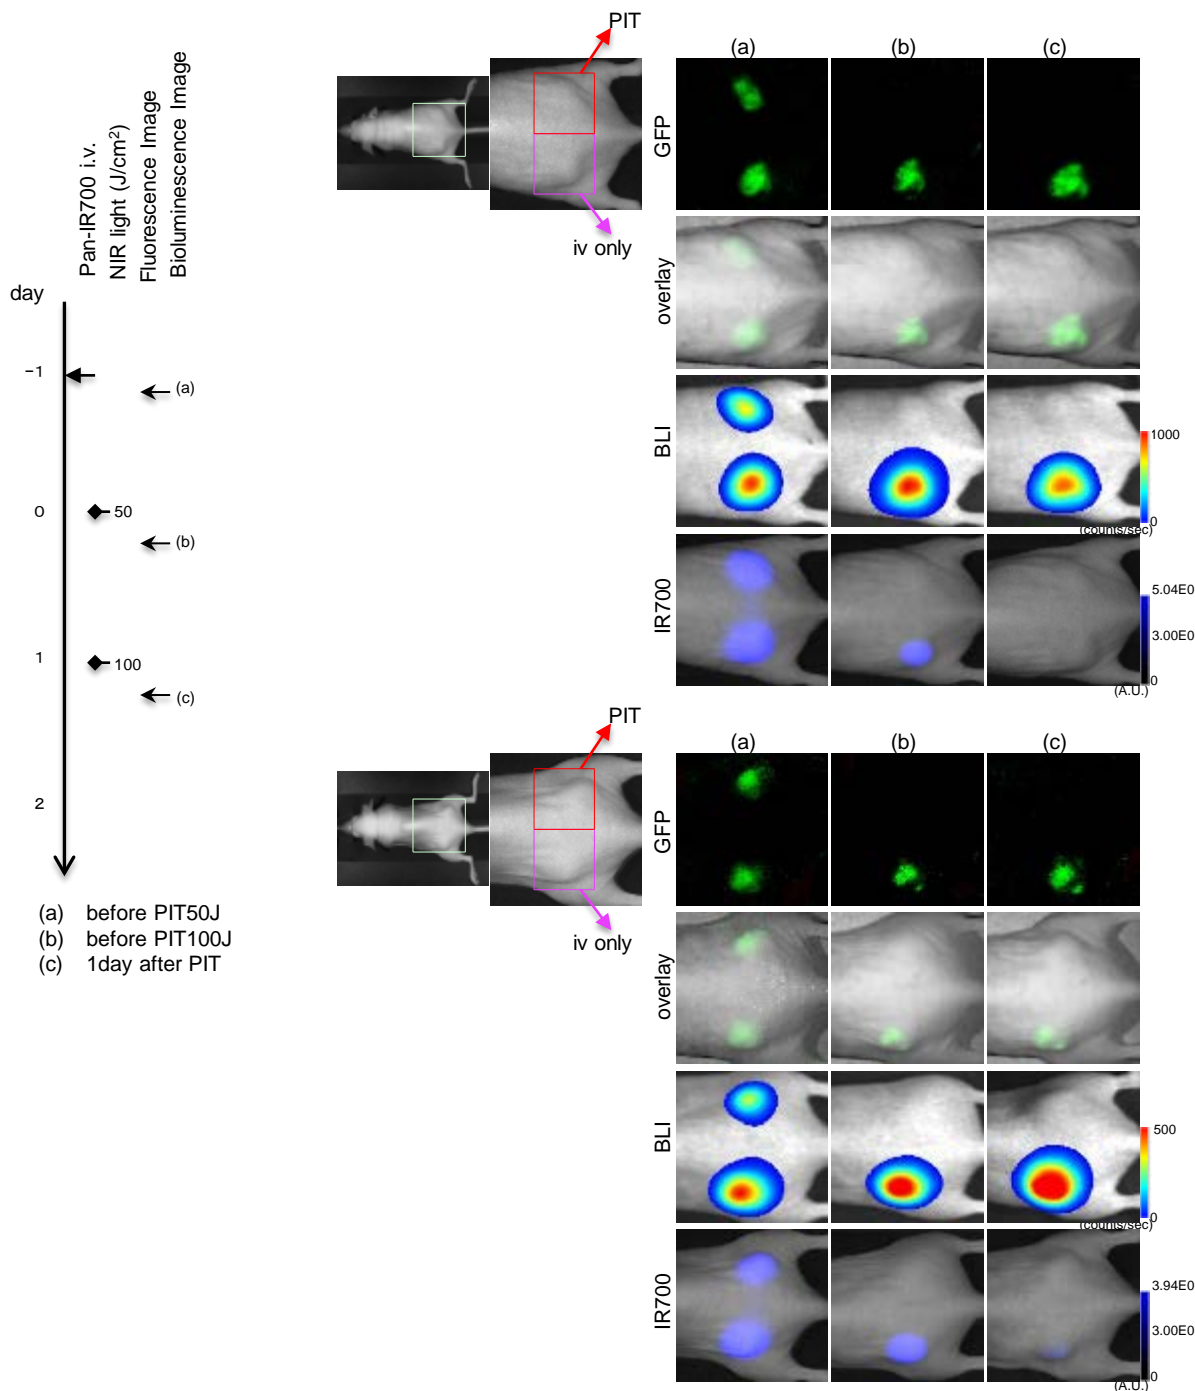 Pan-IR700 i.v.
NIR light (J/cm²)
Fluorescence Image
Bioluminescence Image
day
−1
(a)
0
50
(b)
1
100
(c)
2
(a) before PIT50J
(b) before PIT100J
(c) 1day after PIT
PIT
iv only
(a) (b) (c)
GFP
overlay
BLI
1000
0
(counts/sec)
IR700
5.04E0
3.00E0
0
(A.U.)
PIT
iv only
(a) (b) (c)
GFP
overlay
BLI
500
0
(counts/sec)
IR700
3.94E0
3.00E0
0
(A.U.)